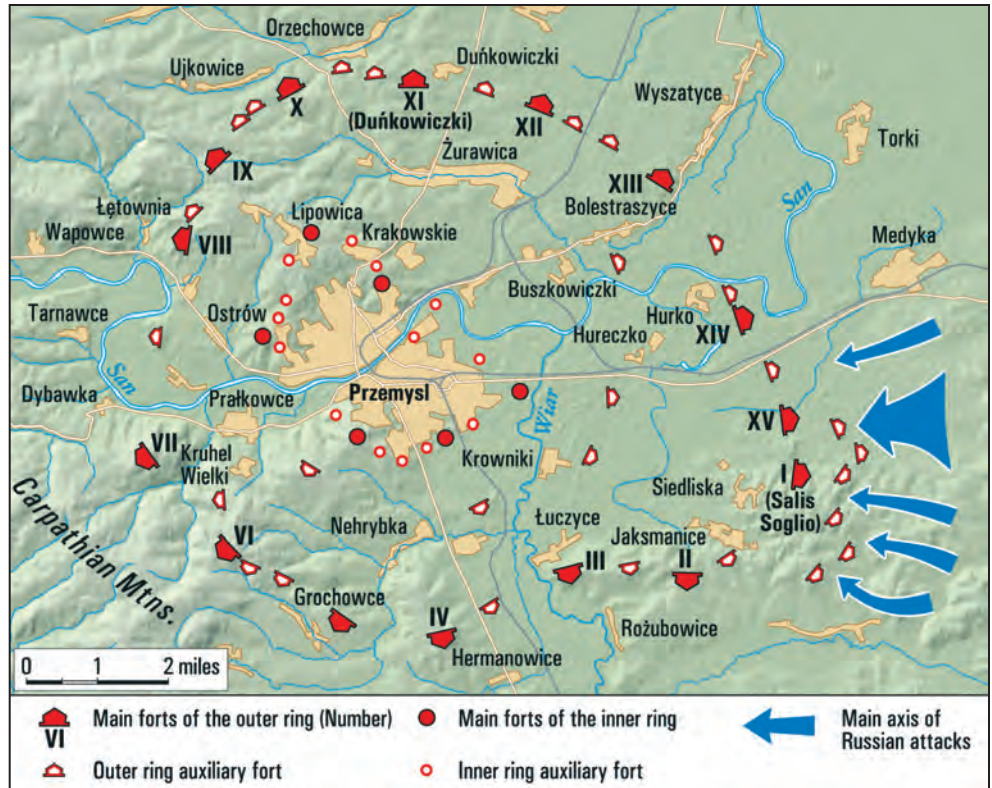 Orzechowce
Ujkowice
Duńkowiczki
X
XI
(Duńkowiczki)
XII
Wyszatyce
Torki
Żurawica
IX
XIII
Bolestraszyce
San
Łętownia
Wapowce
VIII
Lipowica
Krakowskie
Medyka
Buszkowiczki
Tarnawce
Ostrów
Hurko
Hureczko
XIV
San
Dybawka
Prałkowce
Przemysl
Wiar
XV
VII
Kruhel
Wielki
Krowniki
Siedliska
I
(Salis
Soglio)
Carpathian Mtns.
Nehrybka
Łuczyce
Jaksmanice
VI
III
II
Grochowce
IV
Hermanowice
Rożubowice
0 1 2 miles
VI
Main forts of the outer ring (Number)
Main forts of the inner ring
Main axis of
Russian attacks
Outer ring auxiliary fort
Inner ring auxiliary fort